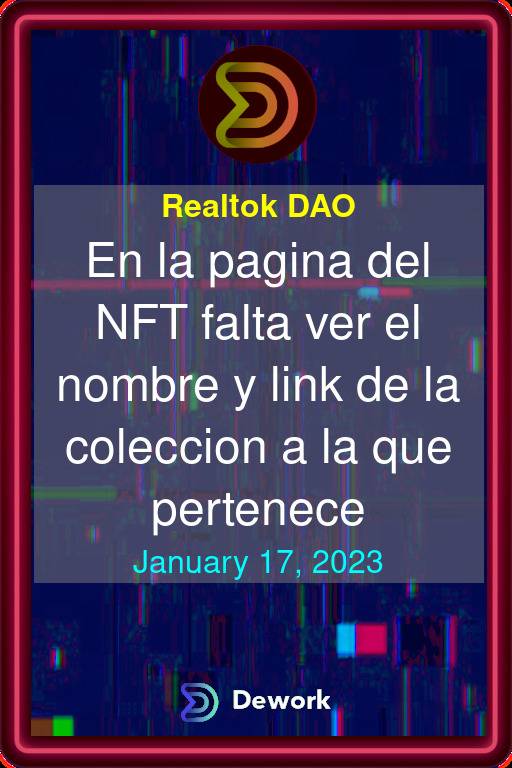 Realtok DAO
En la pagina del
NFT falta ver el
nombre y link de la
coleccion a la que
pertenece
January 17, 2023
Dework